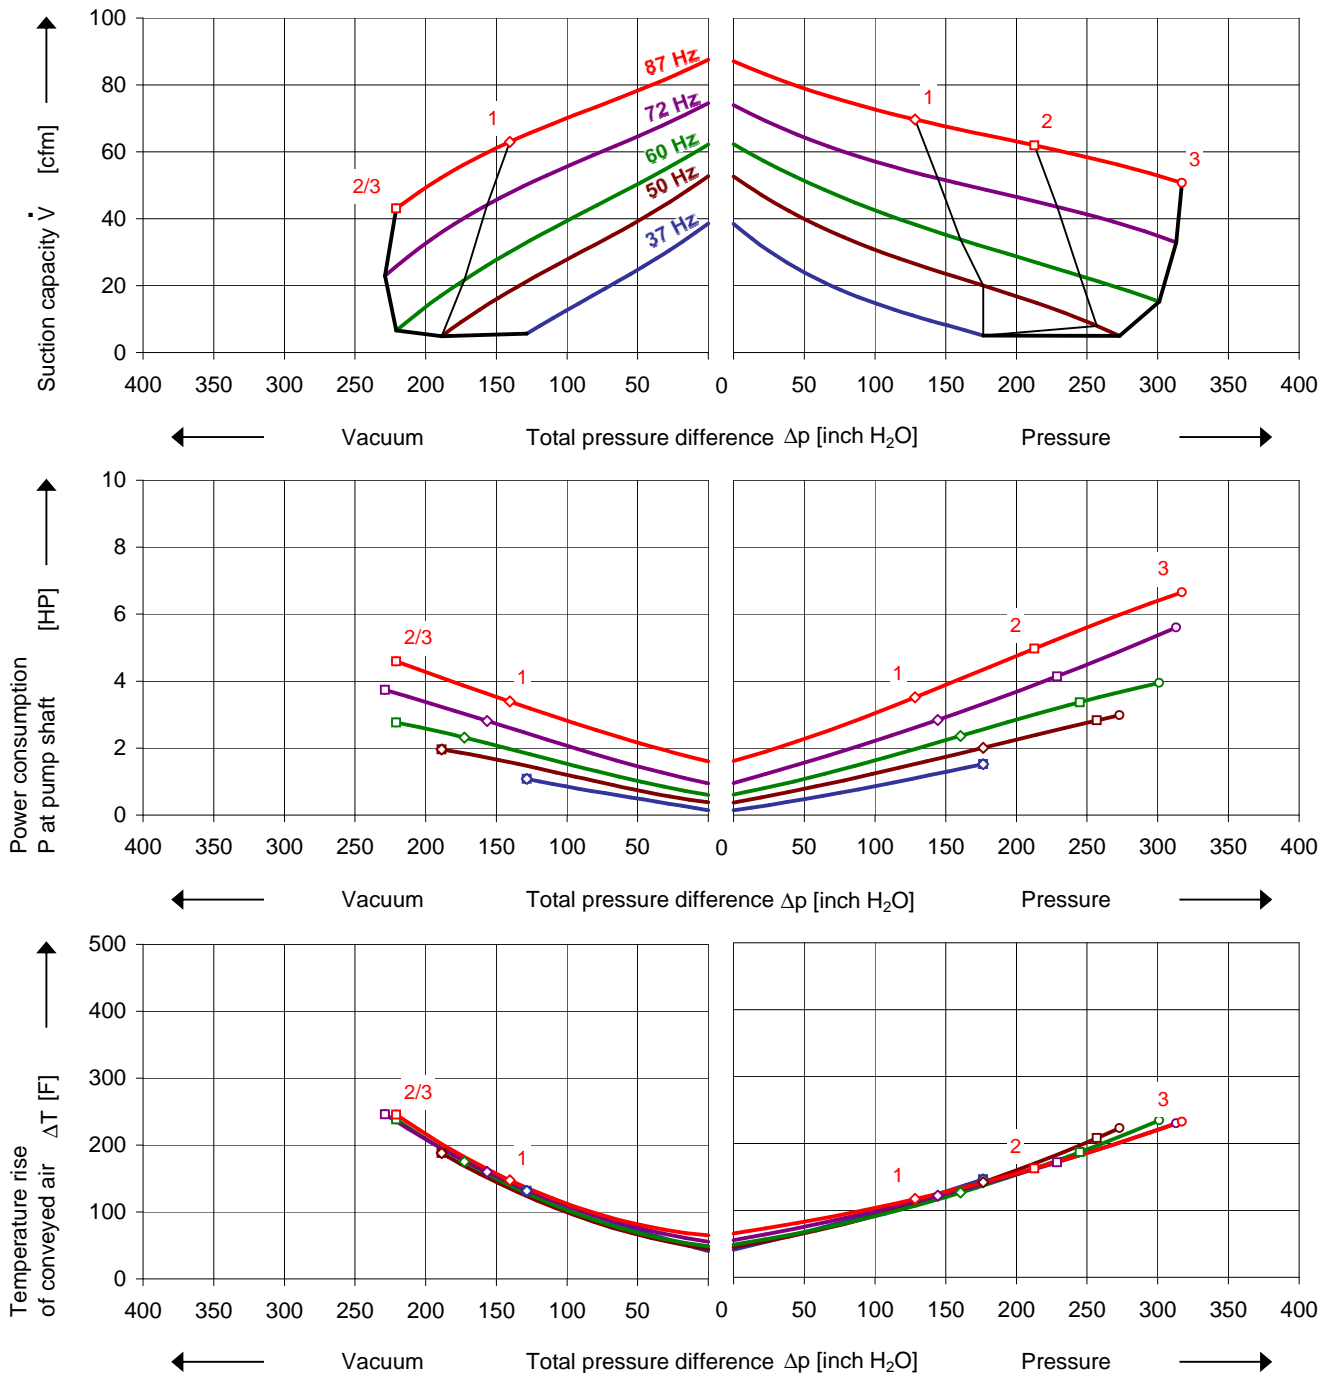 100
80
60
40
20
0
Suction capacity V̇ [cfm]
87 Hz
72 Hz
60 Hz
50 Hz
37 Hz
1
2/3
1
2
3
400 350 300 250 200 150 100 50 0 50 100 150 200 250 300 350 400
Vacuum Total pressure difference Δp [inch H₂O] Pressure
10
8
6
4
2
0
Power consumption
P at pump shaft [HP]
2/3
1
1
2
3
400 350 300 250 200 150 100 50 0 50 100 150 200 250 300 350 400
Vacuum Total pressure difference Δp [inch H₂O] Pressure
500
400
300
200
100
0
Temperature rise
of conveyed air ΔT [F]
2/3
1
1
2
3
400 350 300 250 200 150 100 50 0 50 100 150 200 250 300 350 400
Vacuum Total pressure difference Δp [inch H₂O] Pressure